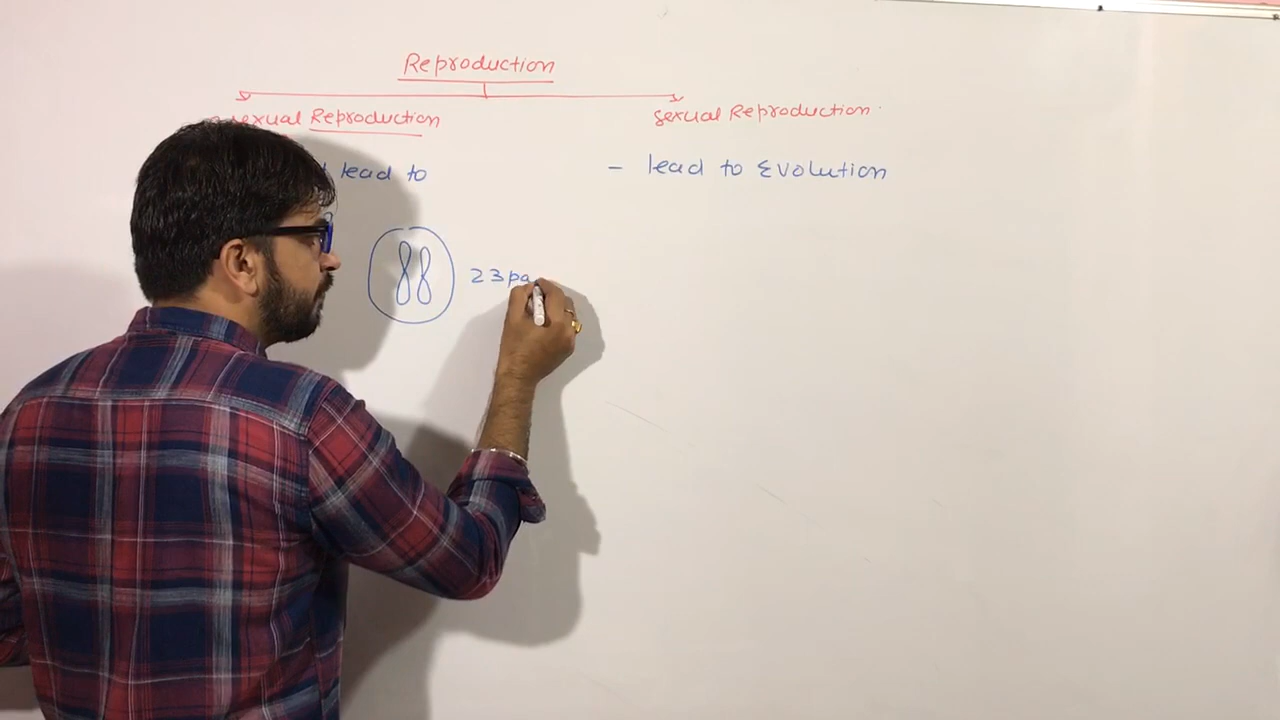 Reproduction
sexual Reproduction
sexual Reproduction
lead to
- lead to Evolution
23 pa